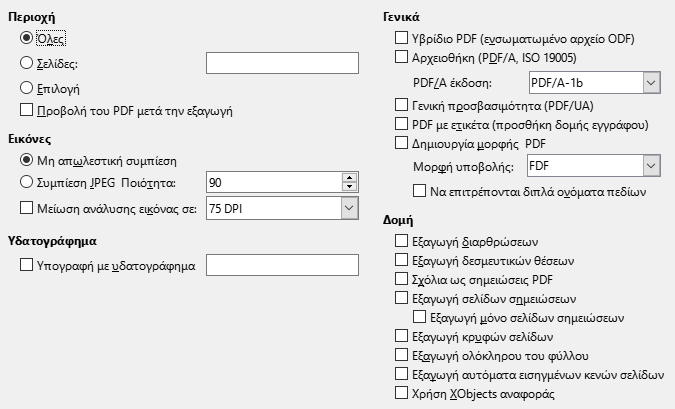 Περιοχή
Όλες
Σελίδες:
Επιλογή
Προβολή του PDF μετά την εξαγωγή
Εικόνες
Μη απωλεστική συμπίεση
Συμπίεση JPEG Ποιότητα: 90
Μείωση ανάλυσης εικόνας σε: 75 DPI
Υδατογράφημα
Υπογραφή με υδατογράφημα
Γενικά
Υβρίδιο PDF (ενσωματωμένο αρχείο ODF)
Αρχειοθήκη (PDF/A, ISO 19005)
PDF/A έκδοση: PDF/A-1b
Γενική προσβασιμότητα (PDF/UA)
PDF με ετικέτα (προσθήκη δομής εγγράφου)
Δημιουργία μορφής PDF
Μορφή υποβολής: FDF
Να επιτρέπονται διπλά ονόματα πεδίων
Δομή
Εξαγωγή διαρθρώσεων
Εξαγωγή δεσμευτικών θέσεων
Σχόλια ως σημειώσεις PDF
Εξαγωγή σελίδων σημειώσεων
Εξαγωγή μόνο σελίδων σημειώσεων
Εξαγωγή κρυφών σελίδων
Εξαγωγή ολόκληρου του φύλλου
Εξαγωγή αυτόματα εισηγμένων κενών σελίδων
Χρήση XObjects αναφοράς